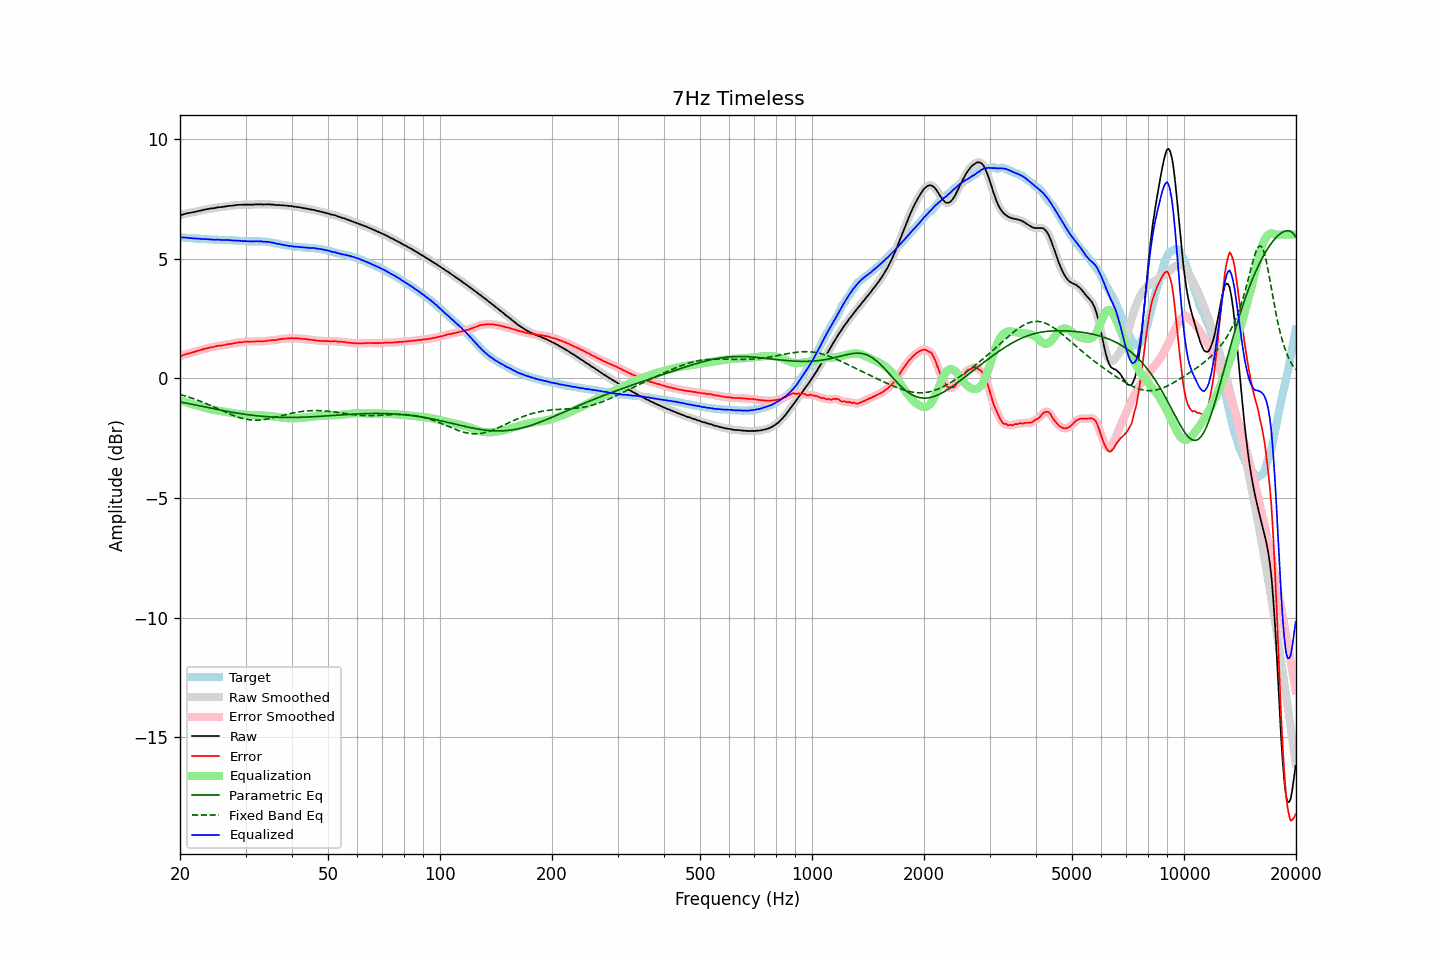 7Hz Timeless
10
5
0
−5
−10
−15
Amplitude (dBr)
Target
Raw Smoothed
Error Smoothed
Raw
Error
Equalization
Parametric Eq
Fixed Band Eq
Equalized
20 50 100 200 500 1000 2000 5000 10000 20000
Frequency (Hz)